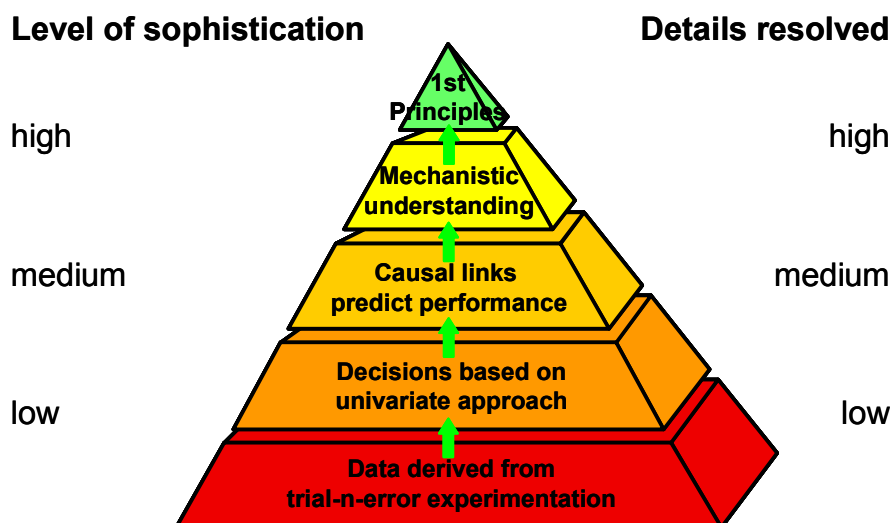 Level of sophistication
Details resolved
1st
Principles
high
high
Mechanistic
understanding
medium
medium
Causal links
predict performance
Decisions based on
univariate approach
low
low
Data derived from
trial-n-error experimentation